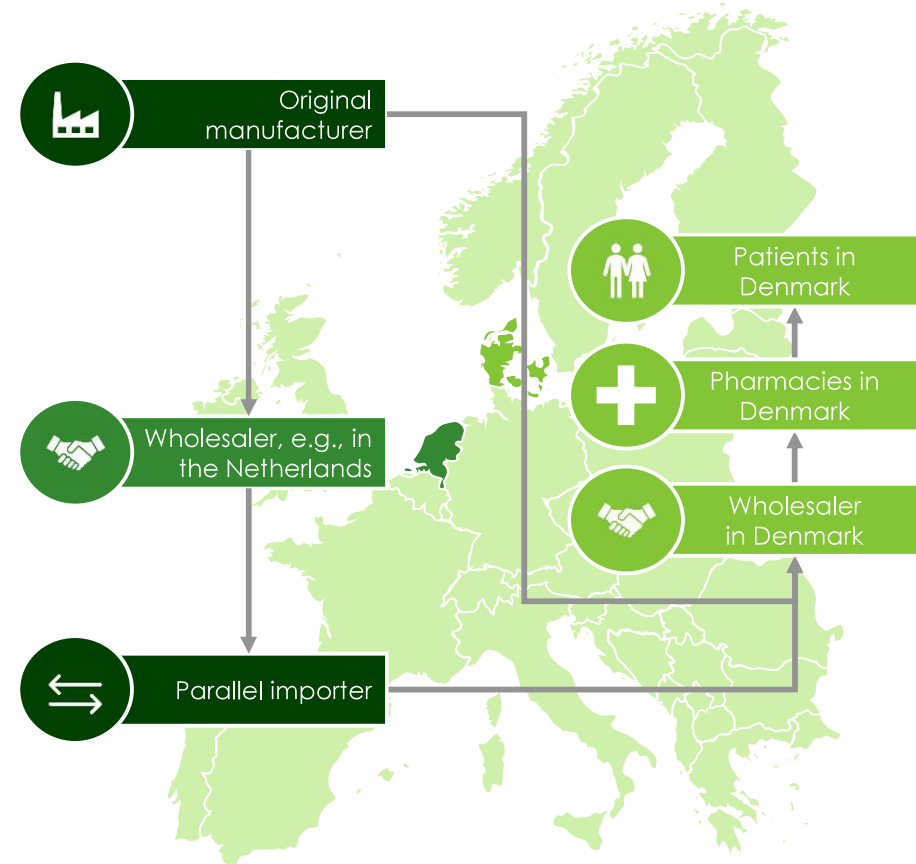 Original
manufacturer
Wholesaler, e.g., in
the Netherlands
Parallel importer
Patients in
Denmark
Pharmacies in
Denmark
Wholesaler
in Denmark